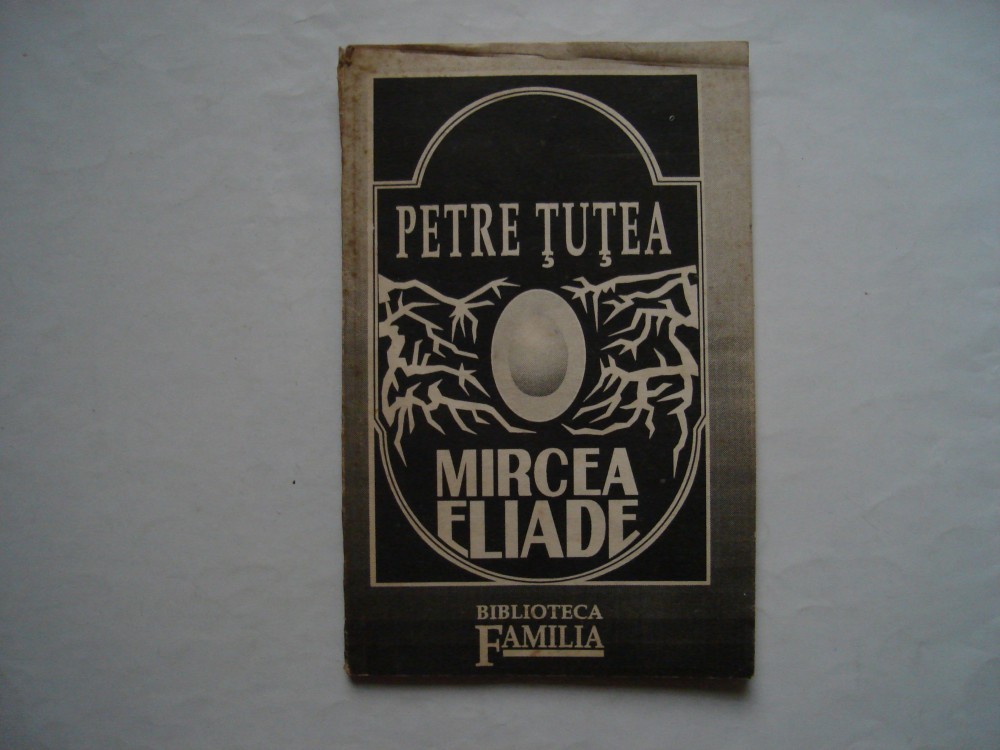 PETRE ŢUŢEA
MIRCEA
ELIADE
BIBLIOTECA
FAMILIA